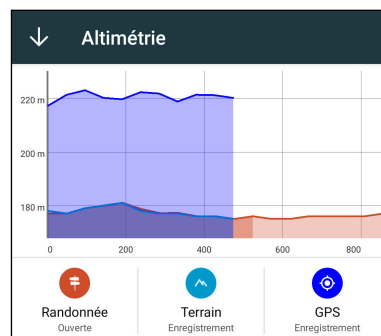 Altimétrie
220 m
200 m
180 m
0 200 400 600 800
Randonnée Terrain GPS
Ouverte Enregistrement Enregistrement